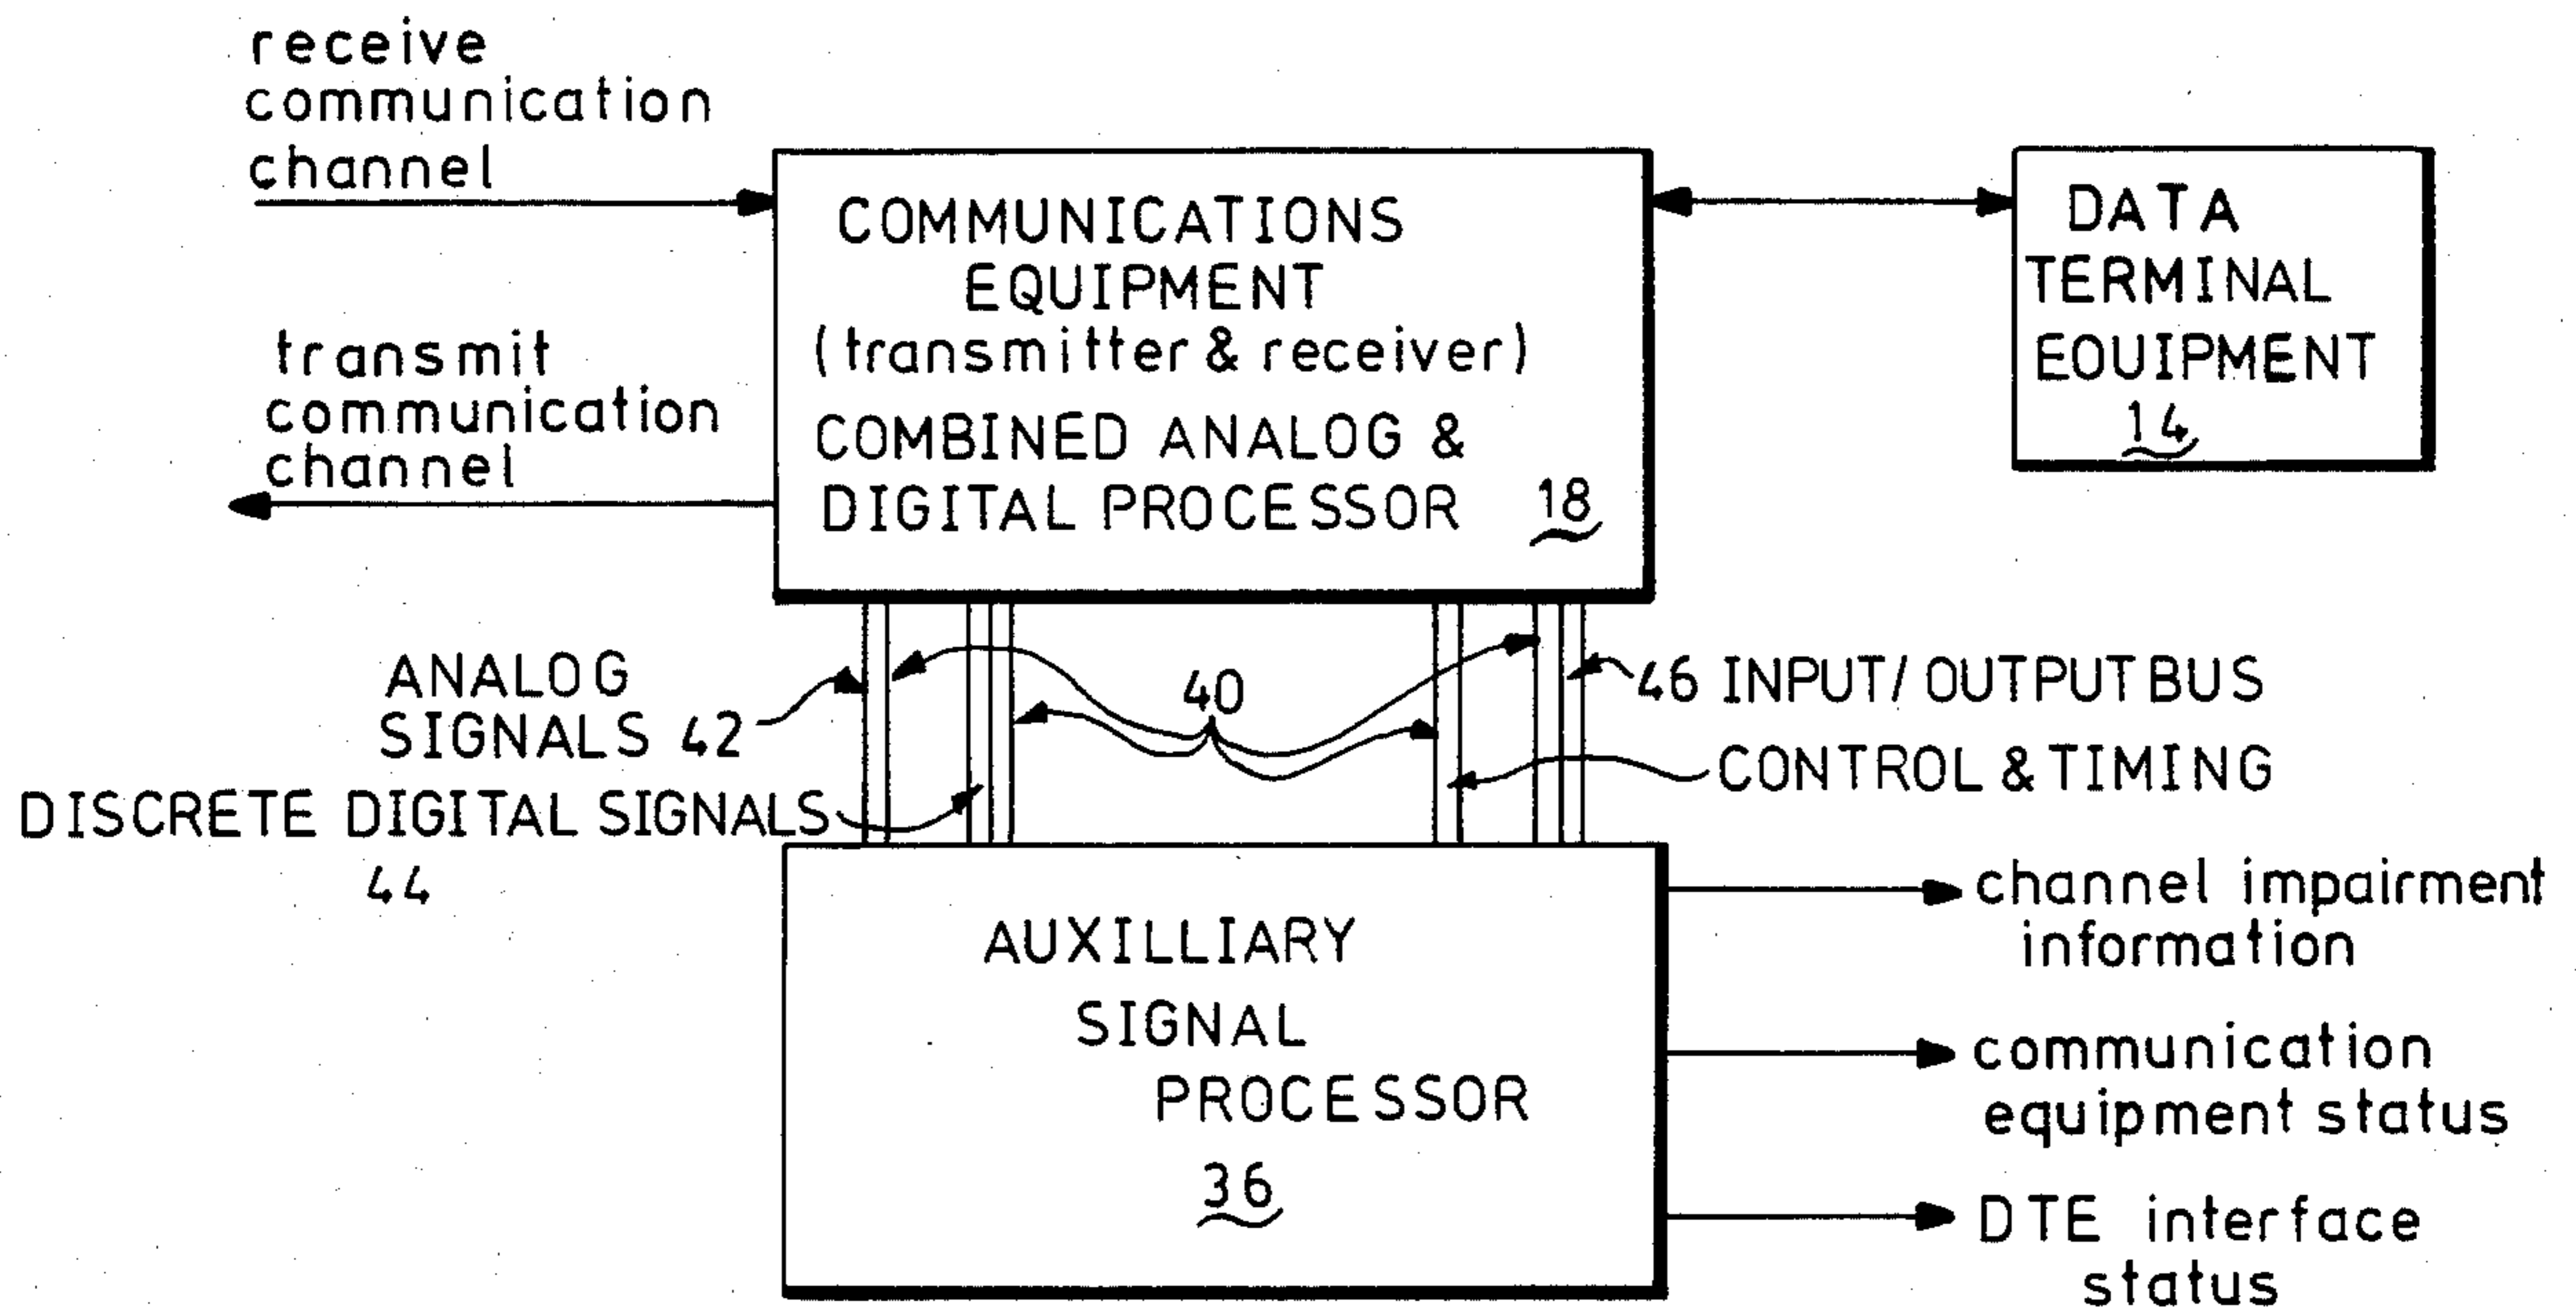 receive
communication
channel
transmit
communication
channel
COMMUNICATIONS
EQUIPMENT
(transmitter & receiver)
COMBINED ANALOG &
DIGITAL PROCESSOR 18
DATA
TERMINAL
EOUIPMENT
14
ANALOG
SIGNALS 42
DISCRETE DIGITAL SIGNALS
44
40
46 INPUT/OUTPUT BUS
CONTROL & TIMING
AUXILLIARY
SIGNAL
PROCESSOR
36
channel impairment
information
communication
equipment status
DTE interface
status